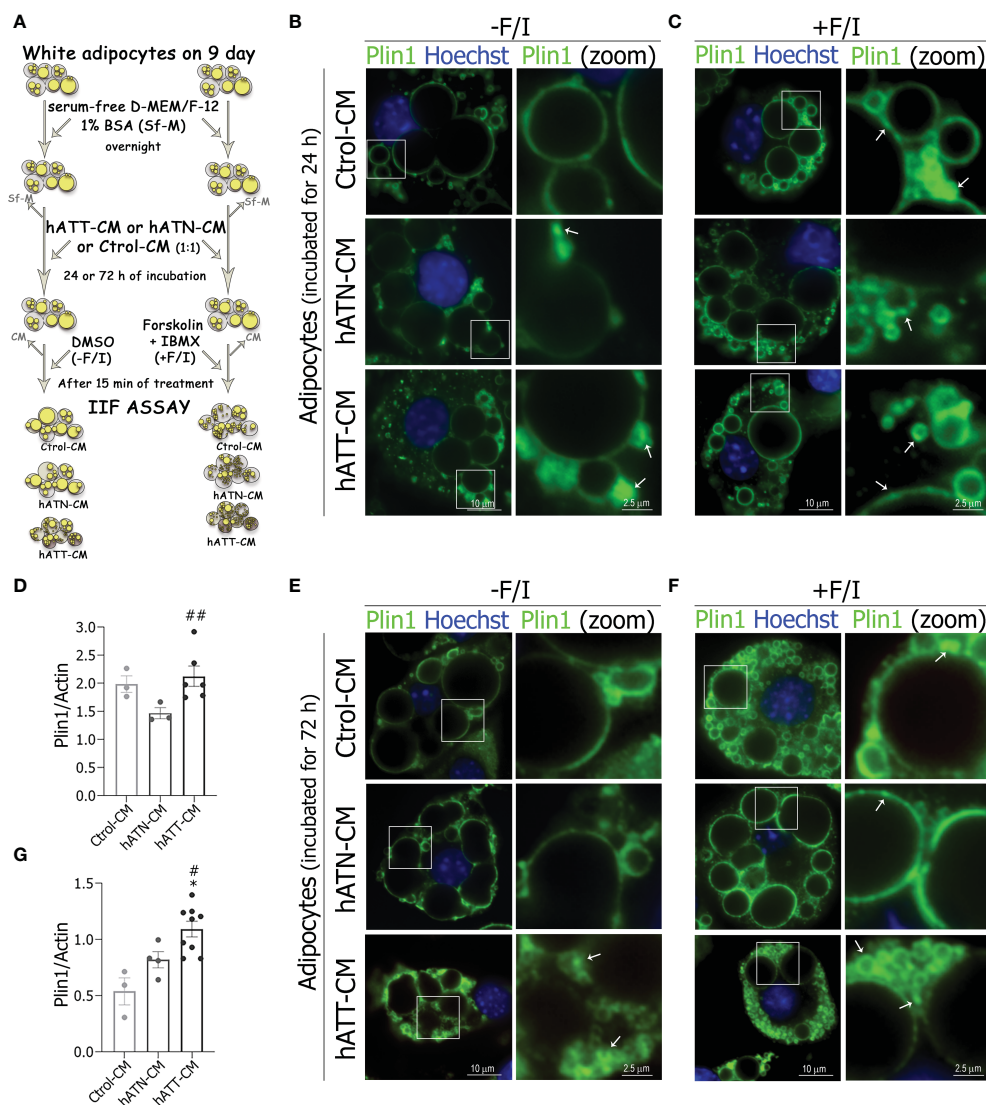 A
White adipocytes on 9 day
serum-free D-MEM/F-12
1% BSA (Sf-M)
overnight
Sf-M
Sf-M
hATT-CM or hATN-CM
or Ctrol-CM (1:1)
24 or 72 h of incubation
CM
CM
DMSO
(-F/I)
Forskolin
+ IBMX
(+F/I)
After 15 min of treatment
IIF ASSAY
Ctrol-CM
Ctrol-CM
hATN-CM
hATN-CM
hATT-CM
hATT-CM
B
-F/I
Plin1 Hoechst Plin1 (zoom)
Adipocytes (incubated for 24 h)
Ctrol-CM
hATN-CM
hATT-CM
10 μm
2.5 μm
C
+F/I
Plin1 Hoechst Plin1 (zoom)
10 μm
2.5 μm
D
##
Plin1/Actin
3.0
2.5
2.0
1.5
1.0
0.5
0.0
Ctrol-CM
hATN-CM
hATT-CM
E
-F/I
Plin1 Hoechst Plin1 (zoom)
Adipocytes (incubated for 72 h)
Ctrol-CM
hATN-CM
hATT-CM
10 μm
2.5 μm
F
+F/I
Plin1 Hoechst Plin1 (zoom)
10 μm
2.5 μm
G
#
*
Plin1/Actin
1.5
1.0
0.5
0.0
Ctrol-CM
hATN-CM
hATT-CM